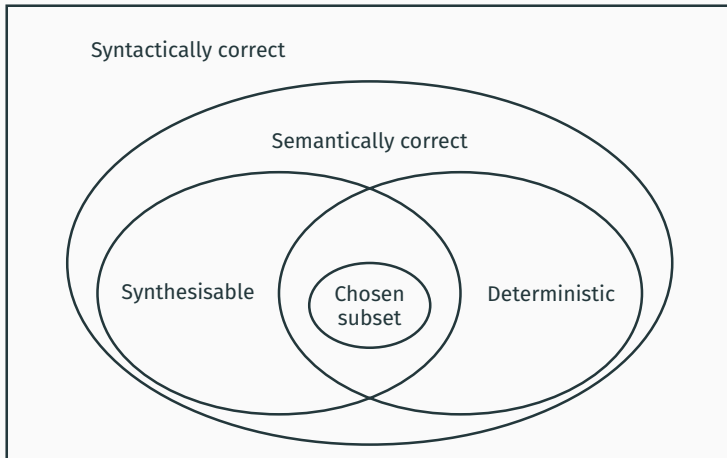 Syntactically correct
Semantically correct
Synthesisable
Chosen
subset
Deterministic